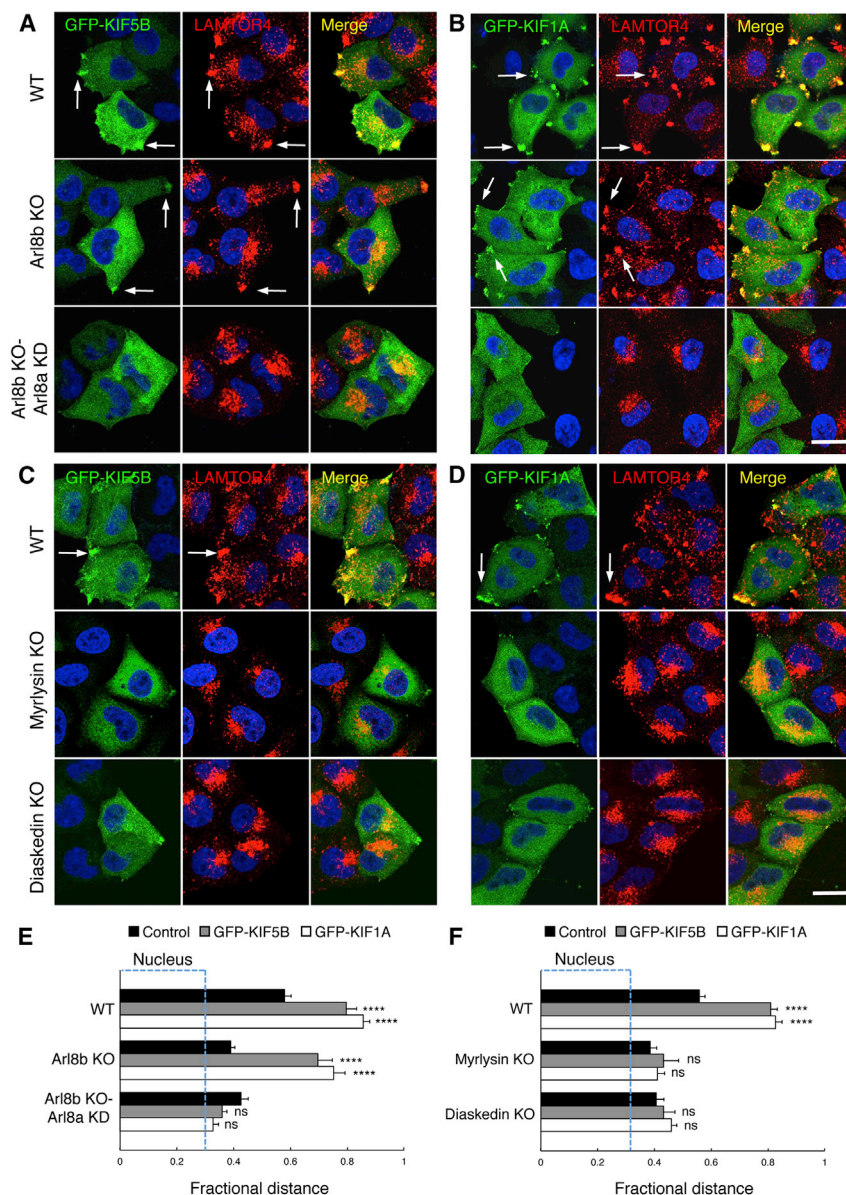 A
GFP-KIF5B LAMTOR4 Merge
WT
Arl8b KO
Arl8b KO-
Arl8a KD
B
GFP-KIF1A LAMTOR4 Merge
C
GFP-KIF5B LAMTOR4 Merge
WT
Myrlysin KO
Diaskedin KO
D
GFP-KIF1A LAMTOR4 Merge
E
Control GFP-KIF5B GFP-KIF1A
Nucleus
WT
****
****
Arl8b KO
****
****
Arl8b KO-
Arl8a KD
ns
ns
0 0.2 0.4 0.6 0.8 1
Fractional distance
F
Control GFP-KIF5B GFP-KIF1A
Nucleus
WT
****
****
Myrlysin KO
ns
ns
Diaskedin KO
ns
ns
0 0.2 0.4 0.6 0.8 1
Fractional distance